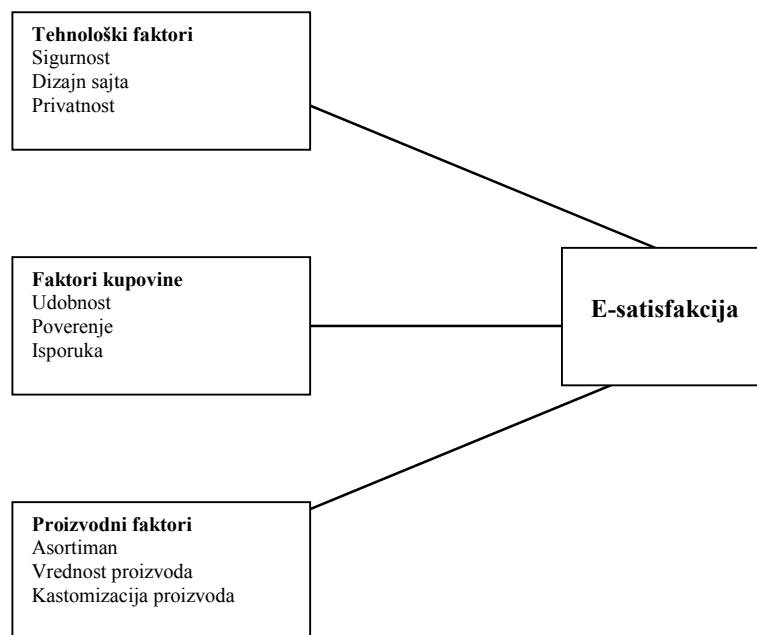 Tehnološki faktori
Sigurnost
Dizajn sajta
Privatnost
Faktori kupovine
Udobnost
Poverenje
Isporuka
E-satisfakcija
Proizvodni faktori
Asortiman
Vrednost proizvoda
Kastomizacija proizvoda